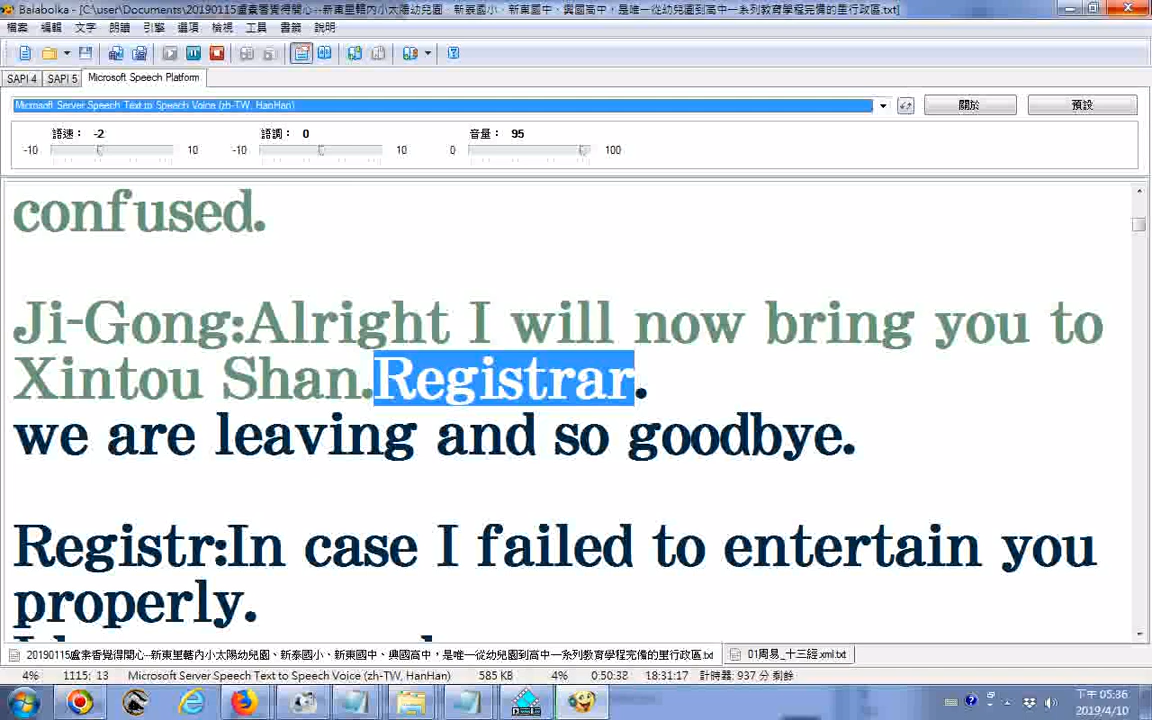 Balabolka - [C:\user\Documents\20190115盧紊香覺得開心--新東里轄內小太陽幼兒園、新泰國小、新東國中、興國高中，是唯一從幼兒園到高中一系列教育學程完備的里行政區.txt]
檔案 編輯 文字 朗讀 引擎 選項 檢視 工具 書籤 說明
SAPI 4 SAPI 5 Microsoft Speech Platform
Microsoft Server Speech Text to Speech Voice (zh-TW, HanHan) 關於 預設
語速： -2 語調： 0 音量： 95
-10 10 -10 10 0 100
confused.
Ji-Gong:Alright I will now bring you to
Xintou Shan.Registrar.
we are leaving and so goodbye.
Registr:In case I failed to entertain you
properly.
20190115盧紊香覺得開心--新東里轄內小太陽幼兒園、新泰國小、新東國中、興國高中，是唯一從幼兒園到高中一系列教育學程完備的里行政區.txt 01周易_十三經.xml.txt
4% 1115: 13 Microsoft Server Speech Text to Speech Voice (zh-TW, HanHan) 585 KB 4% 0:50:38 18:31:17 計時器: 937 分 剩餘
下午 05:36
2019/4/10